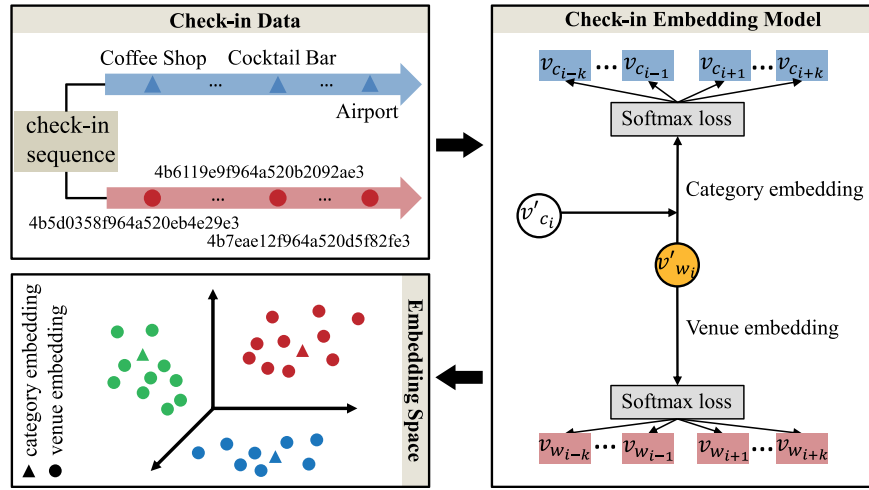 Check-in Data
Coffee Shop
Cocktail Bar
...
...
Airport
check-in
sequence
4b6119e9f964a520b2092ae3
...
...
4b5d0358f964a520eb4e29e3
4b7eae12f964a520d5f82fe3
Check-in Embedding Model
v_{c_{i-k}} ... v_{c_{i-1}} v_{c_{i+1}} ... v_{c_{i+k}}
Softmax loss
Category embedding
v'_{c_i}
v'_{w_i}
Venue embedding
Softmax loss
v_{w_{i-k}} ... v_{w_{i-1}} v_{w_{i+1}} ... v_{w_{i+k}}
category embedding
venue embedding
Embedding Space